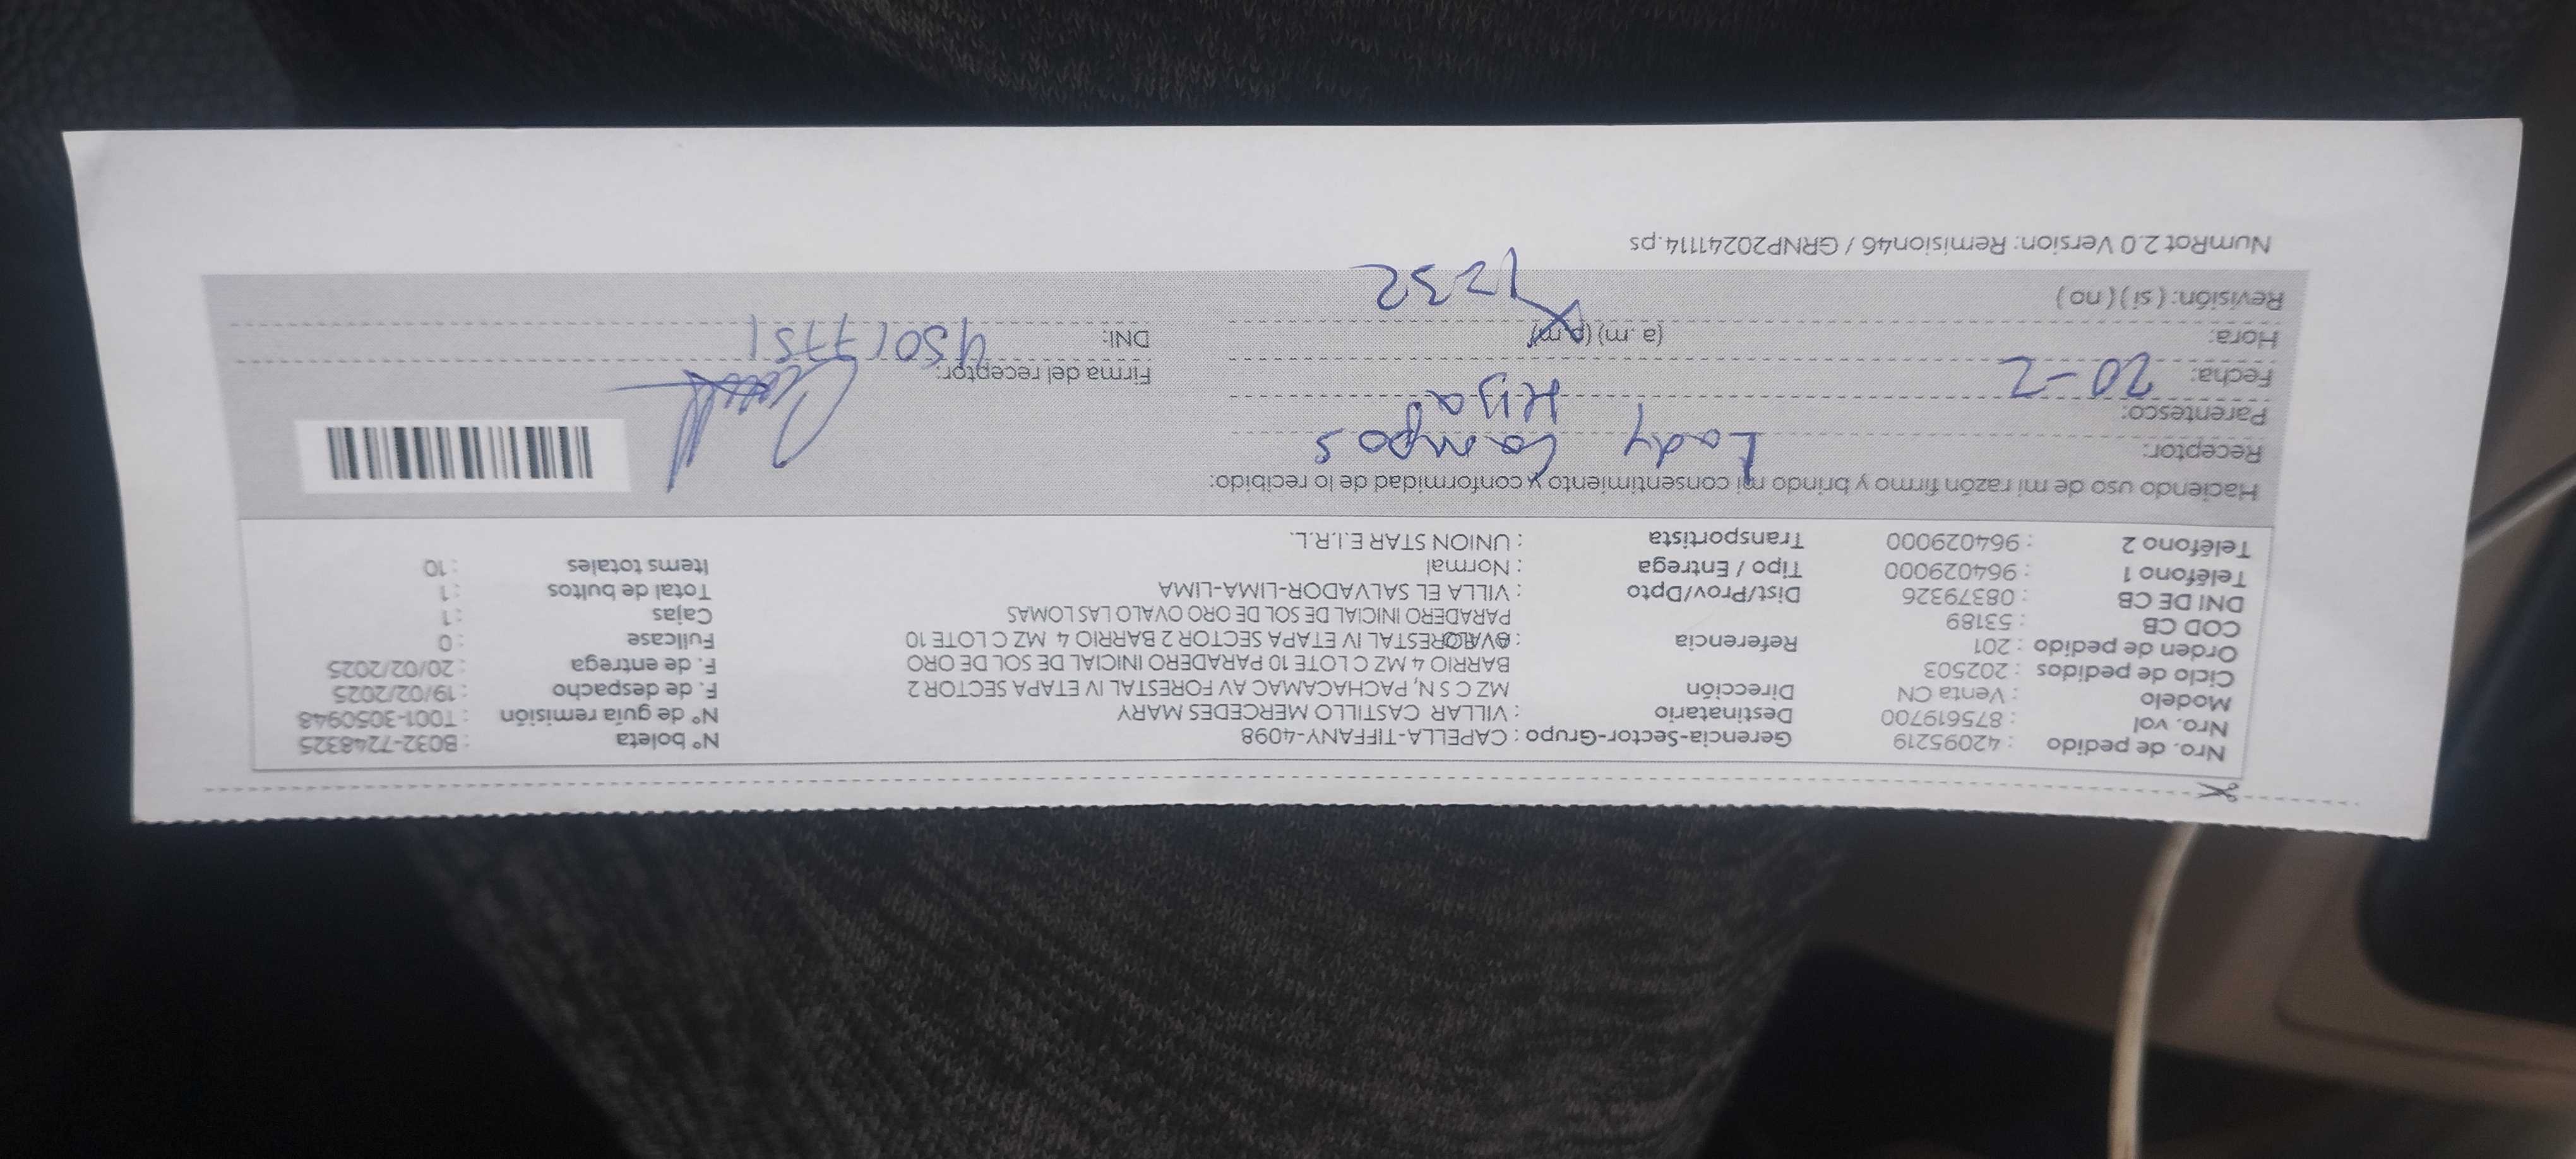 Nro. de pedido : 42095219 Gerencia-Sector-Grupo : CAPELLA-TIFFANY-4098 N° boleta : B032-7248325
Nro. vol : 875619700 Destinatario : VILLAR CASTILLO MERCEDES MARY N° de guía remisión : T001-3050948
Modelo : Venta CN Dirección MZ C S N, PACHACAMAC AV FORESTAL IV ETAPA SECTOR 2 F. de despacho : 19/02/2025
Ciclo de pedidos : 202503 BARRIO 4 MZ C LOTE 10 PARADERO INICIAL DE SOL DE ORO F. de entrega : 20/02/2025
Orden de pedido : 201 Referencia : FORESTAL IV ETAPA SECTOR 2 BARRIO 4 MZ C LOTE 10 Fullcase : 0
COD CB : 53189 PARADERO INICIAL DE SOL DE ORO OVALO LAS LOMAS Cajas : 1
DNI DE CB : 08379326 Dist/Prov/Dpto : VILLA EL SALVADOR-LIMA-LIMA Total de bultos : 1
Teléfono 1 : 964029000 Tipo / Entrega : Normal Items totales : 10
Teléfono 2 : 964029000 Transportista : UNION STAR E.I.R.L.
Haciendo uso de mi razón firmo y brindo mi consentimiento y conformidad de lo recibido:
Receptor: Lady Campos
Parentesco: Hija
Fecha: 20-2 Firma del receptor:
Hora: (a.m) (p.m) 1232 DNI: 45017751
Revisión: ( si ) ( no )
NumRot 2.0 Version: Remision46 / GRNP20241114.ps